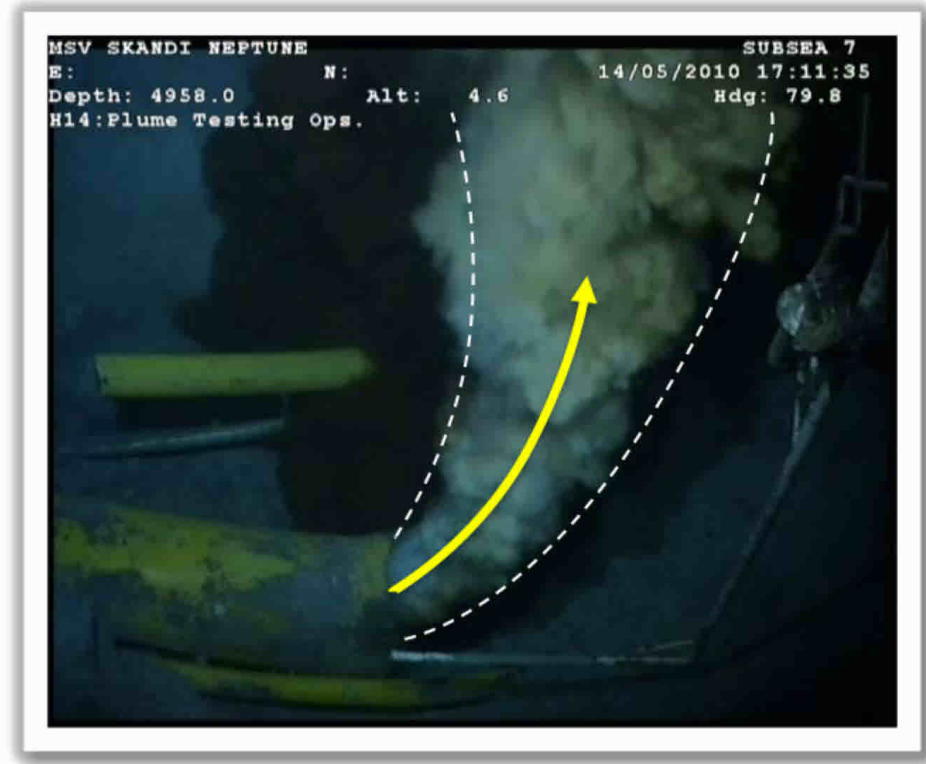 MSV SKANDI NEPTUNE SUBSEA 7
E: N: 14/05/2010 17:11:35
Depth: 4958.0 Alt: 4.6 Hdg: 79.8
H14:Plume Testing Ops.